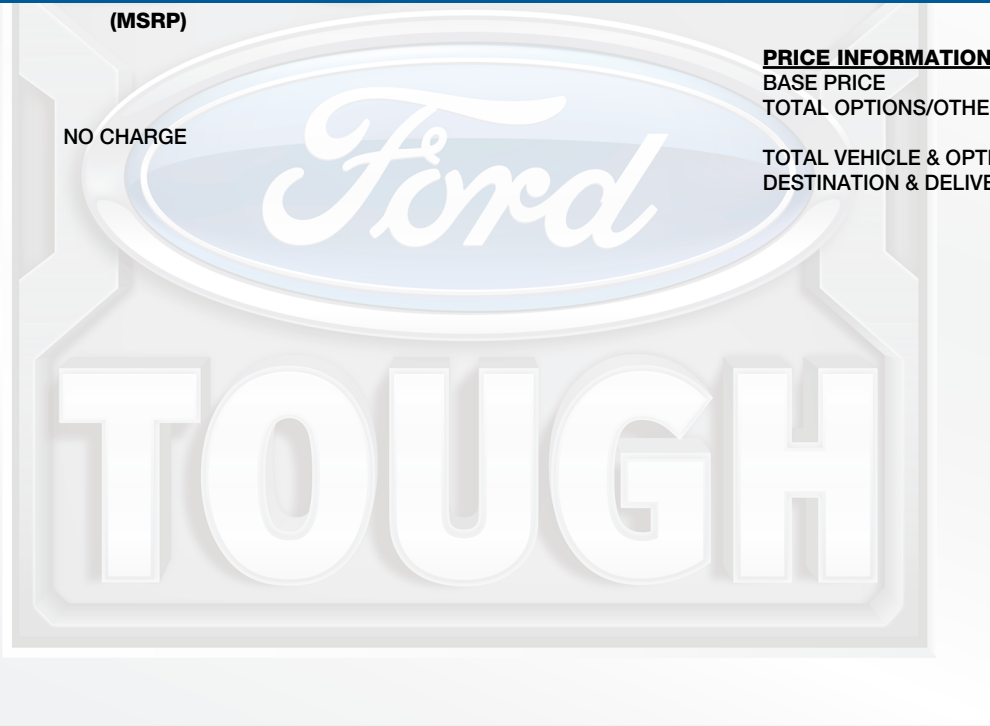 (MSRP)
NO CHARGE
PRICE INFORMATION
BASE PRICE
TOTAL OPTIONS/OTHE
TOTAL VEHICLE & OPTI
DESTINATION & DELIVE
Ford
TOUGH